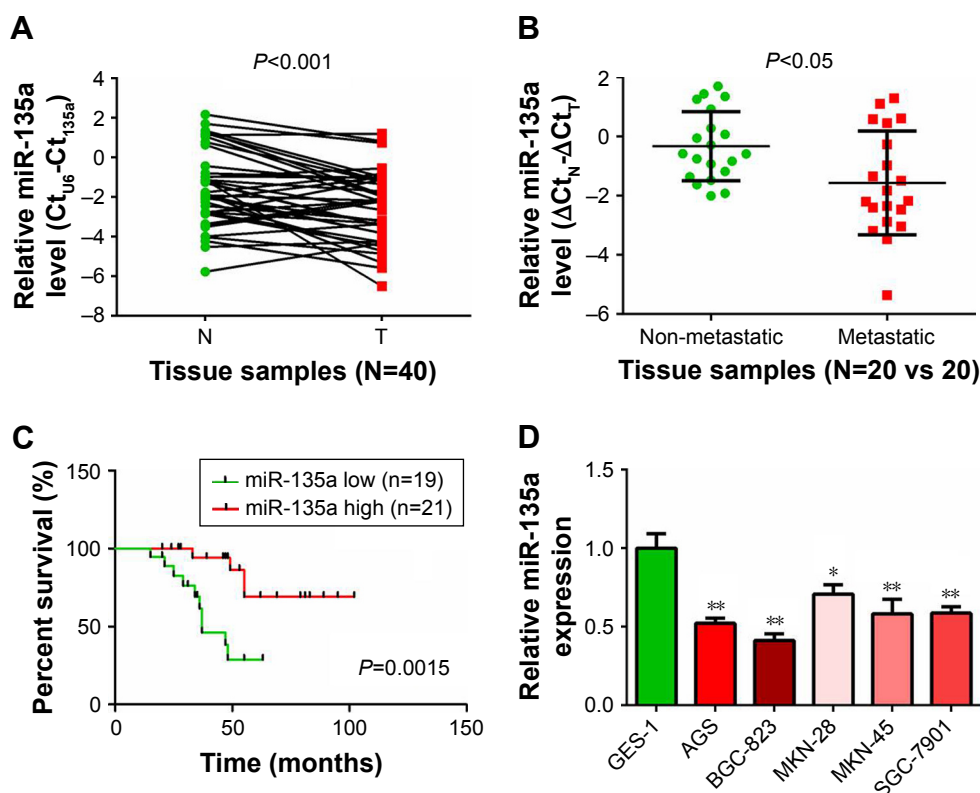 A
P<0.001
Relative miR-135a
level (Ct_U6-Ct_135a)
4
2
0
–2
–4
–6
–8
N
T
Tissue samples (N=40)
B
P<0.05
Relative miR-135a
level (ΔCt_N-ΔCt_T)
2
0
–2
–4
–6
Non-metastatic
Metastatic
Tissue samples (N=20 vs 20)
C
miR-135a low (n=19)
miR-135a high (n=21)
Percent survival (%)
150
100
50
0
P=0.0015
0
50
100
150
Time (months)
D
Relative miR-135a
expression
1.5
1.0
0.5
0.0
**
**
*
**
**
GES-1
AGS
BGC-823
MKN-28
MKN-45
SGC-7901